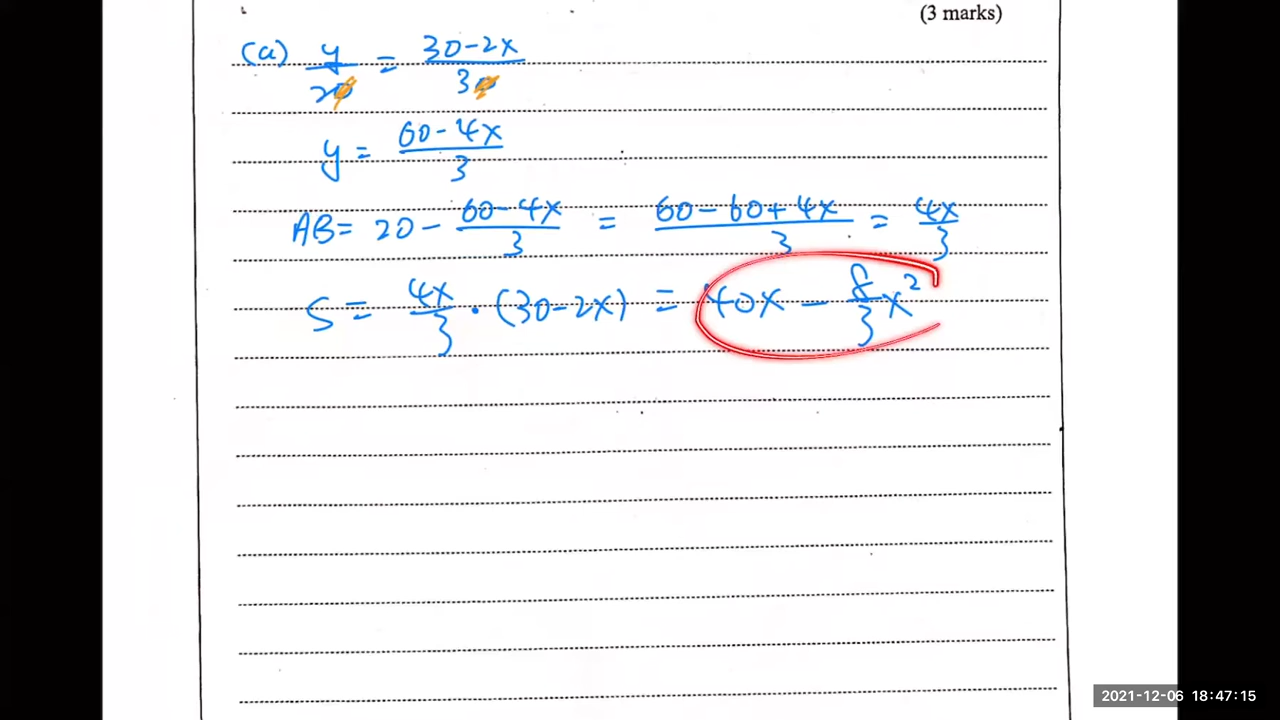 (3 marks)
(a) y/20 = 30-2x/30
y = 60-4x/3
AB = 20 - 60-4x/3 = 60-60+4x/3 = 4x/3
S = 4x/3 · (30-2x) = 40x - 8/3 x²
2021-12-06 18:47:15